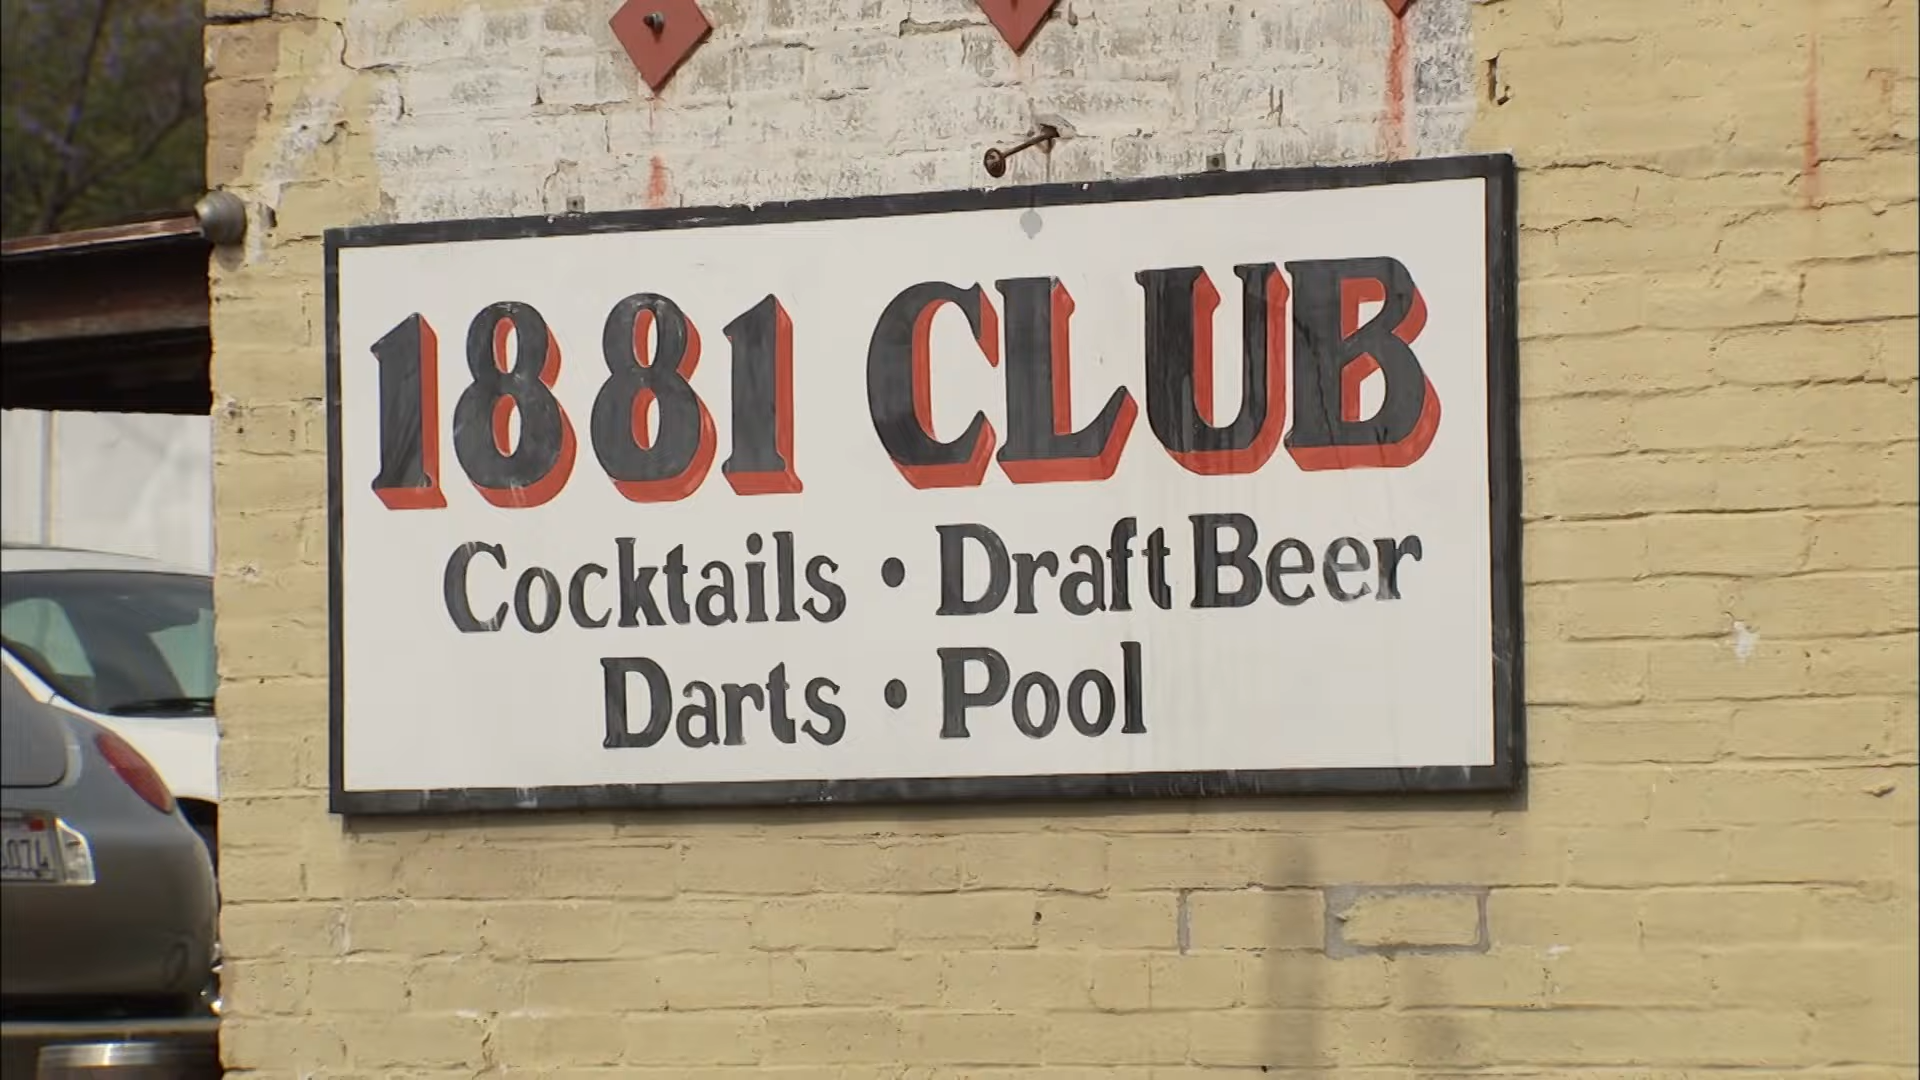 1881 CLUB
Cocktails • Draft Beer
Darts • Pool